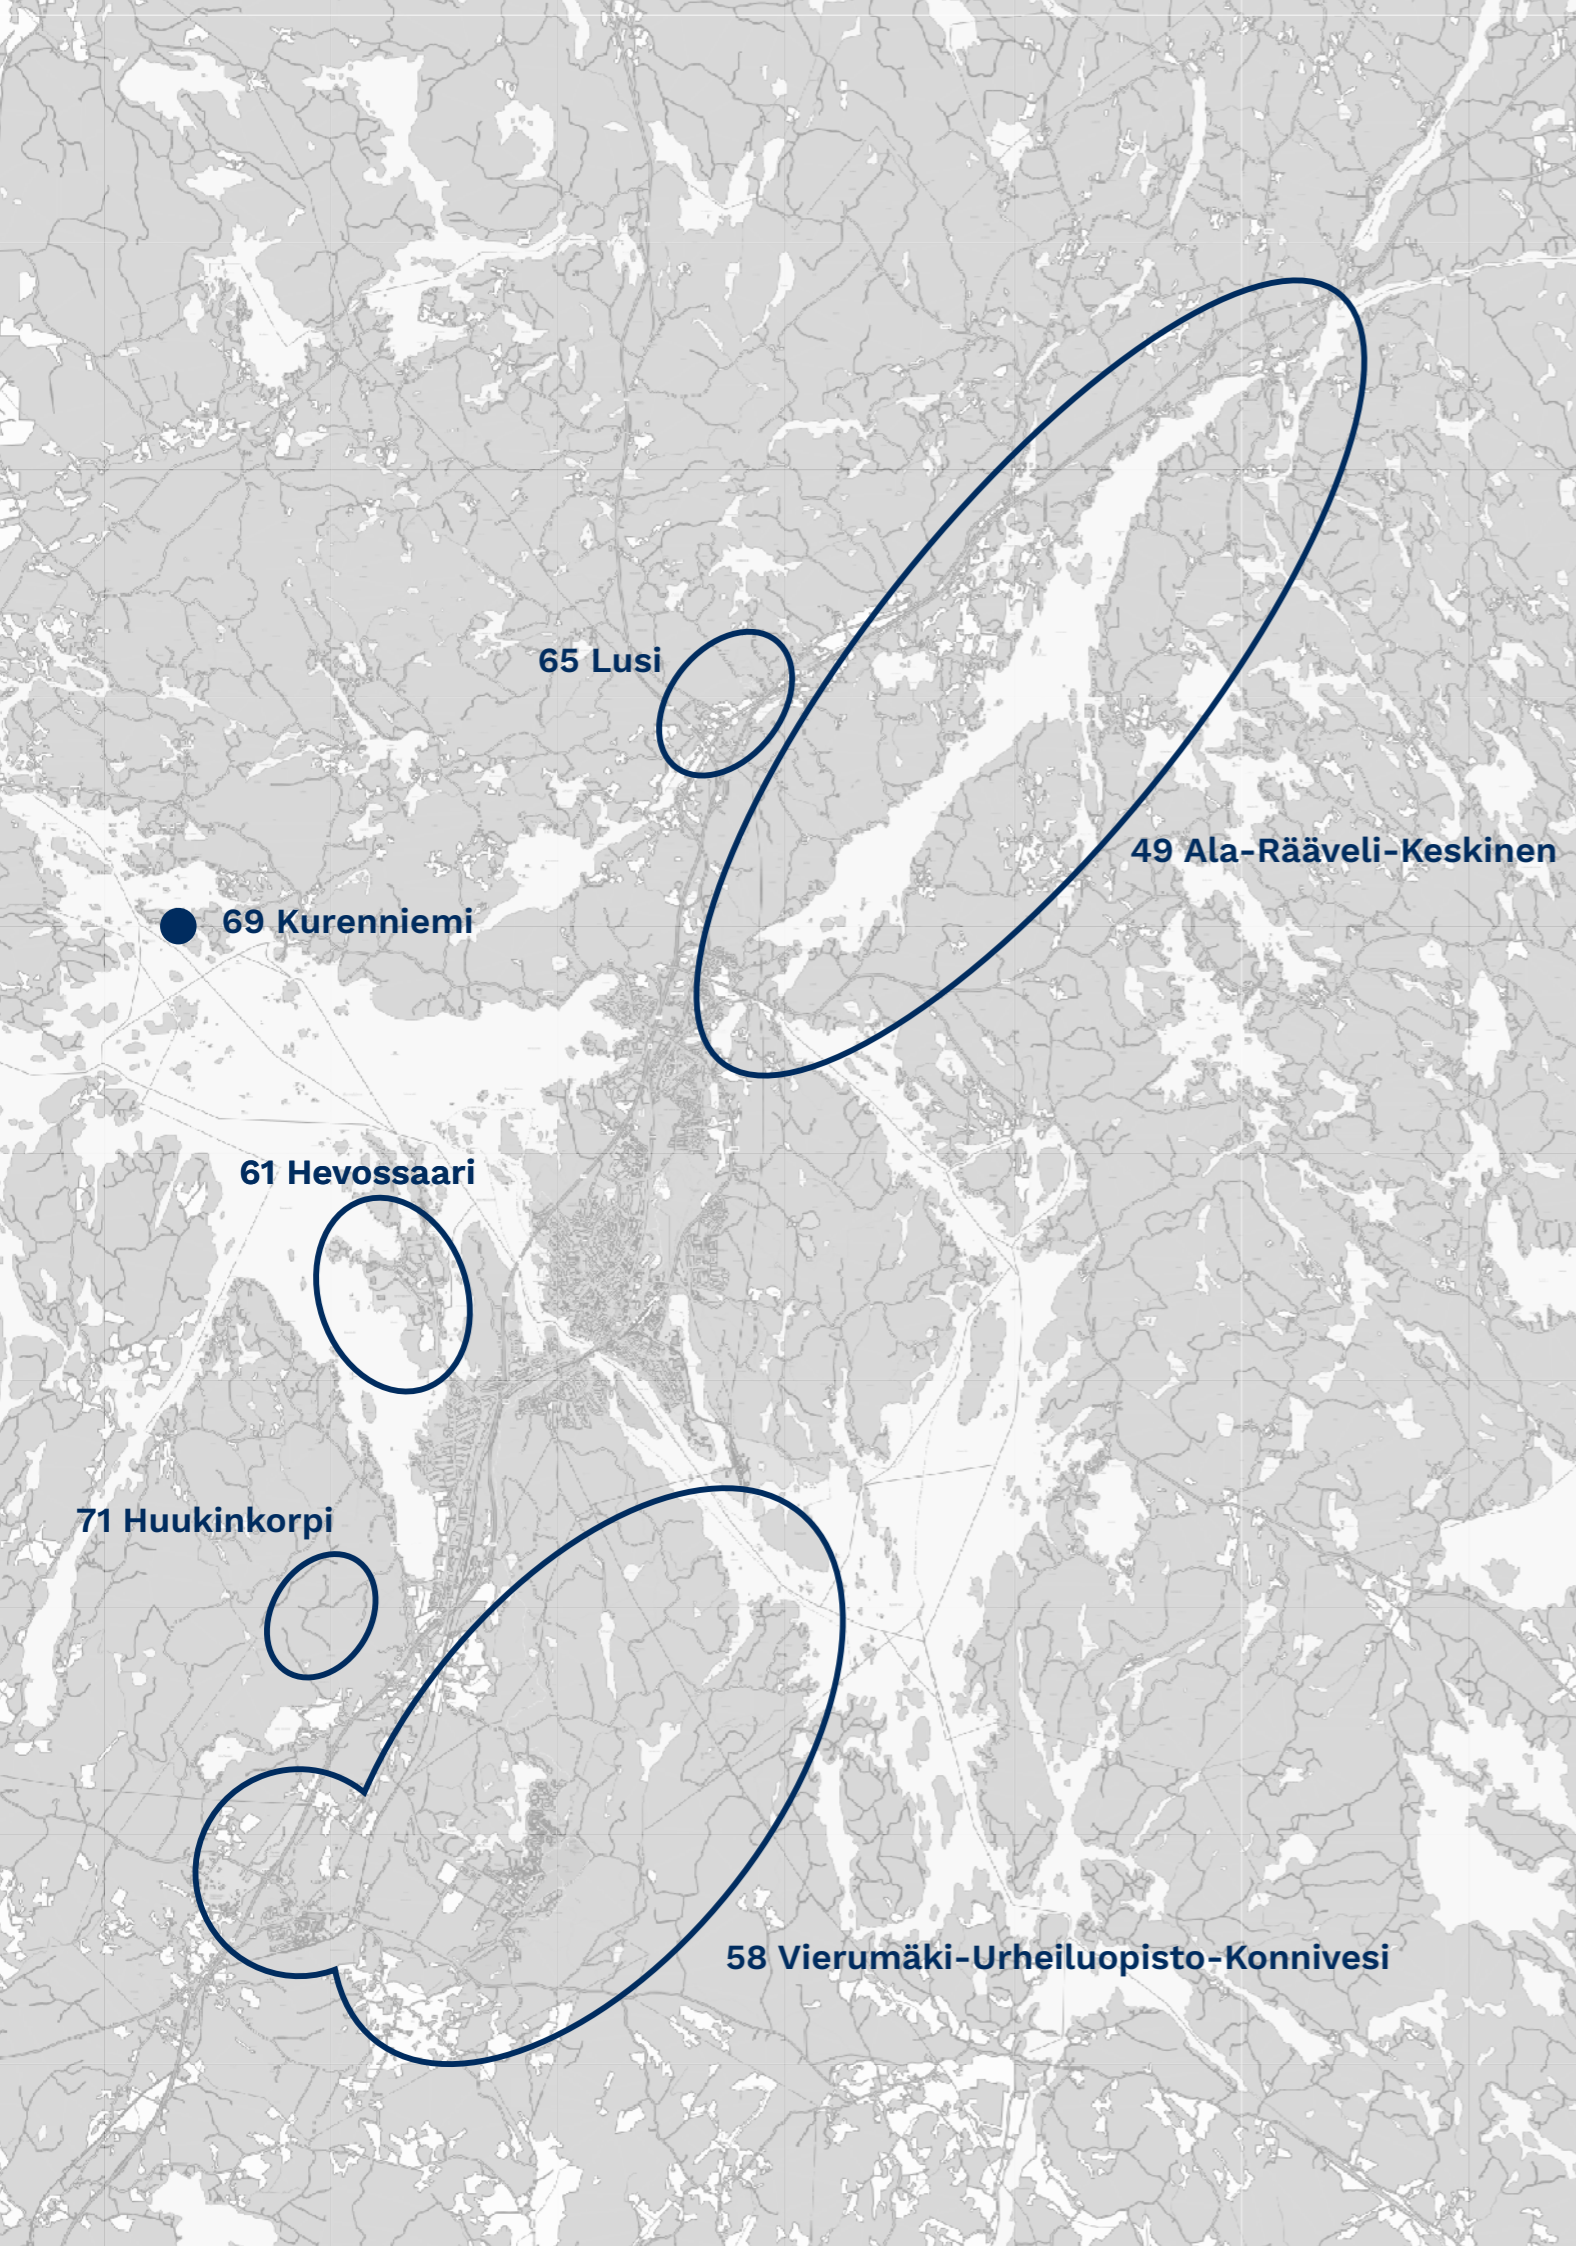 65 Lusi
49 Ala-Rääveli-Keskinen
69 Kurenniemi
61 Hevossaari
71 Huukinkorpi
58 Vierumäki-Urheiluopisto-Konnivesi